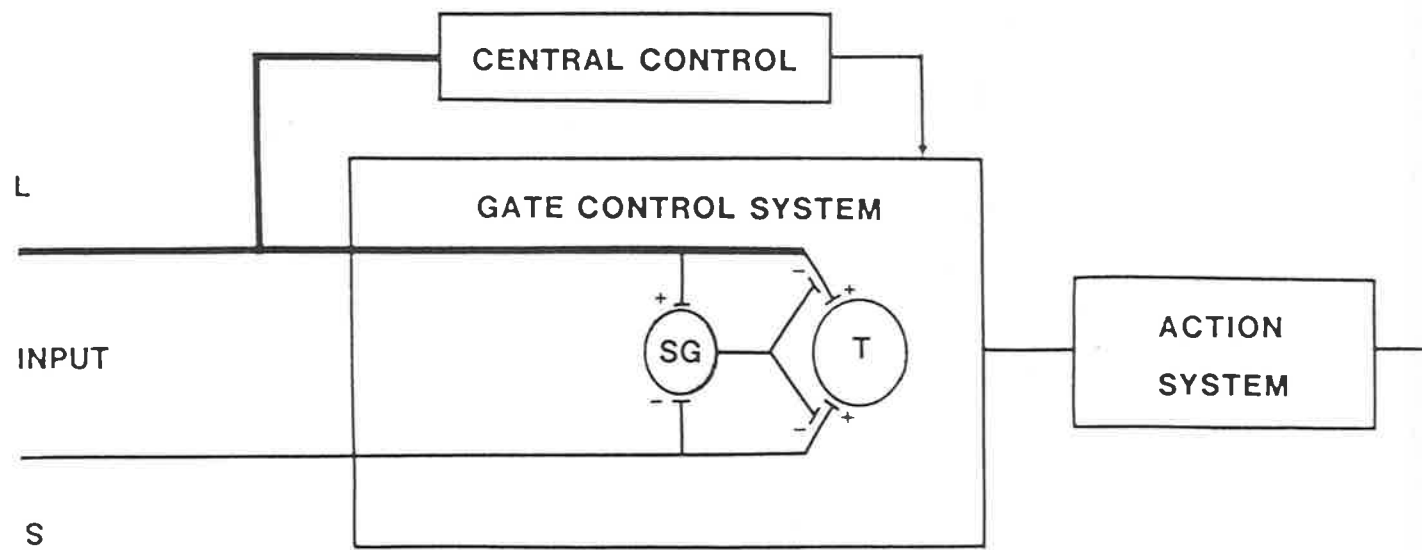 CENTRAL CONTROL
L
GATE CONTROL SYSTEM
- +
+
INPUT
SG
T
ACTION
SYSTEM
-
- +
S